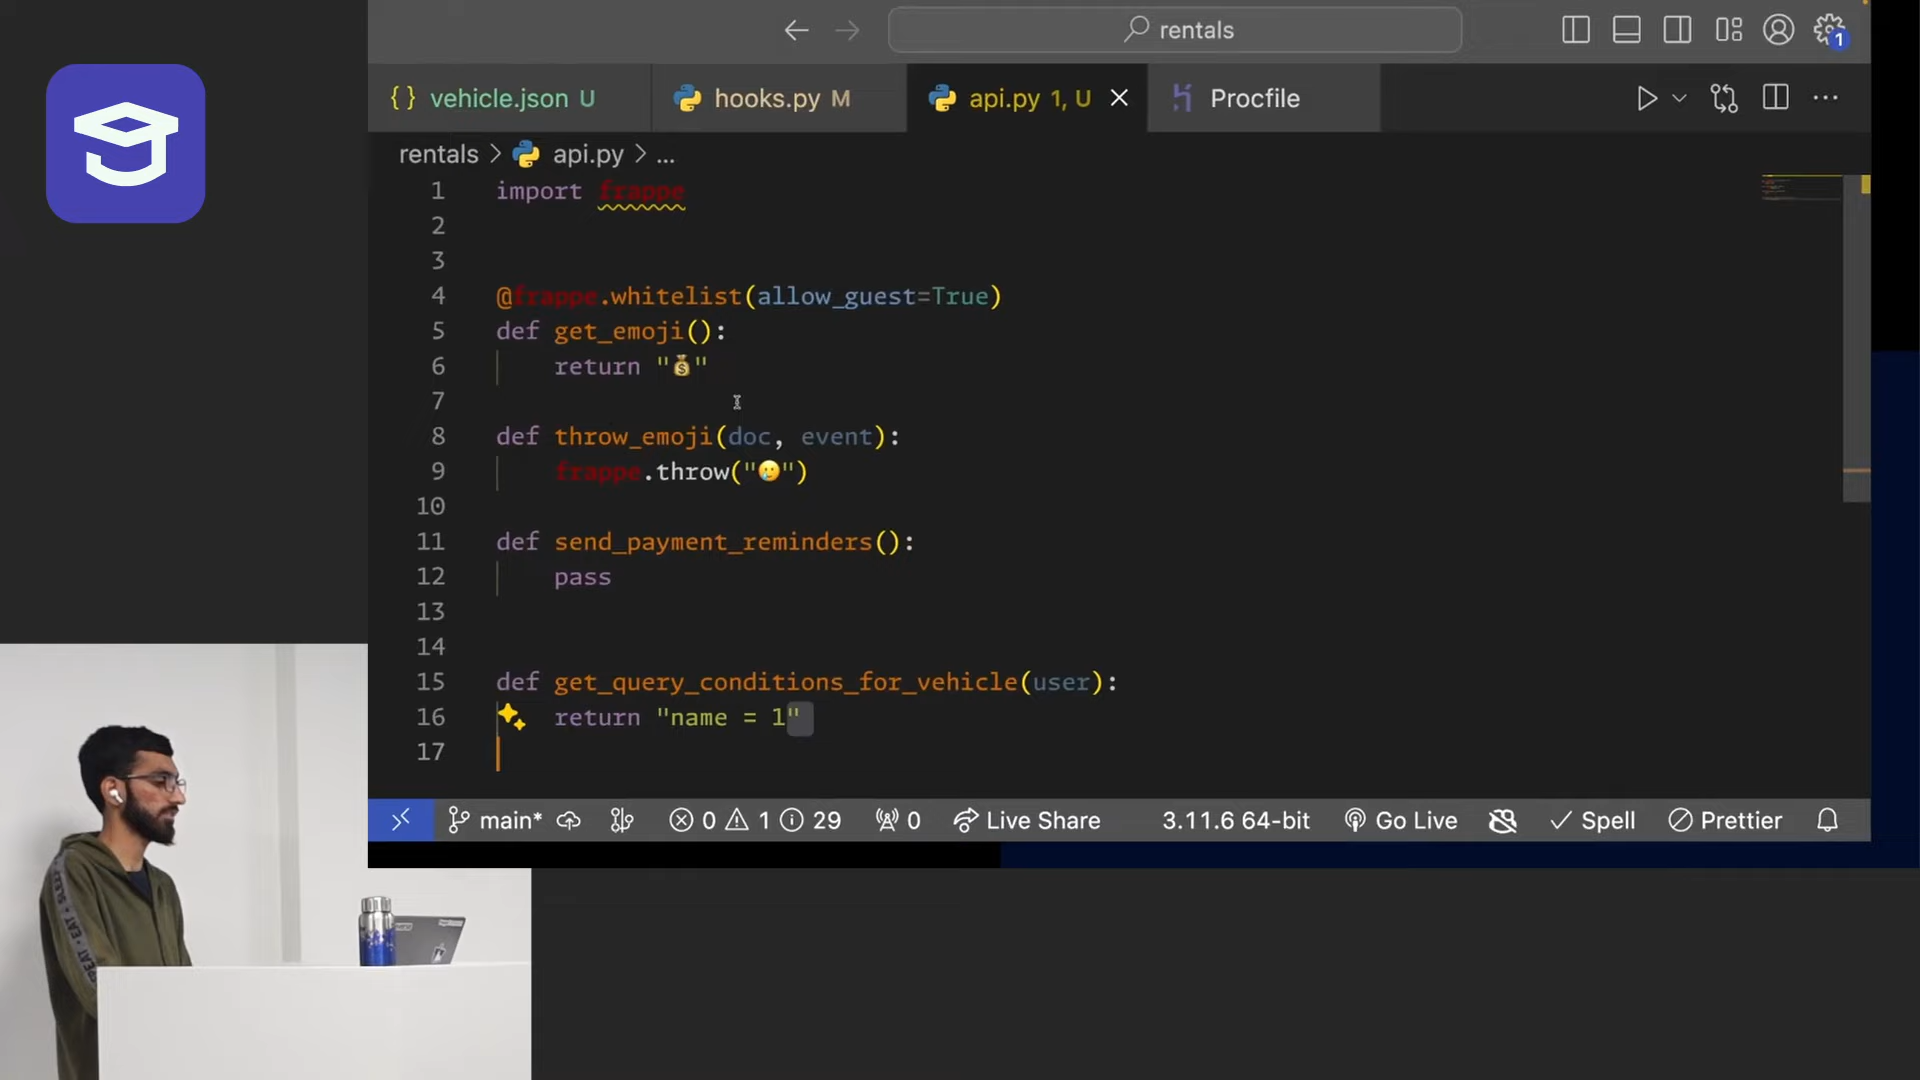 rentals
1
vehicle.json U
hooks.py M
api.py 1, U
Procfile
rentals > api.py > ...
1 import frappe
2
3
4 @frappe.whitelist(allow_guest=True)
5 def get_emoji():
6 return "💰"
7
8 def throw_emoji(doc, event):
9 frappe.throw("🥲")
10
11 def send_payment_reminders():
12 pass
13
14
15 def get_query_conditions_for_vehicle(user):
16 return "name = 1"
17
main* 0 1 29 0 Live Share 3.11.6 64-bit Go Live Spell Prettier